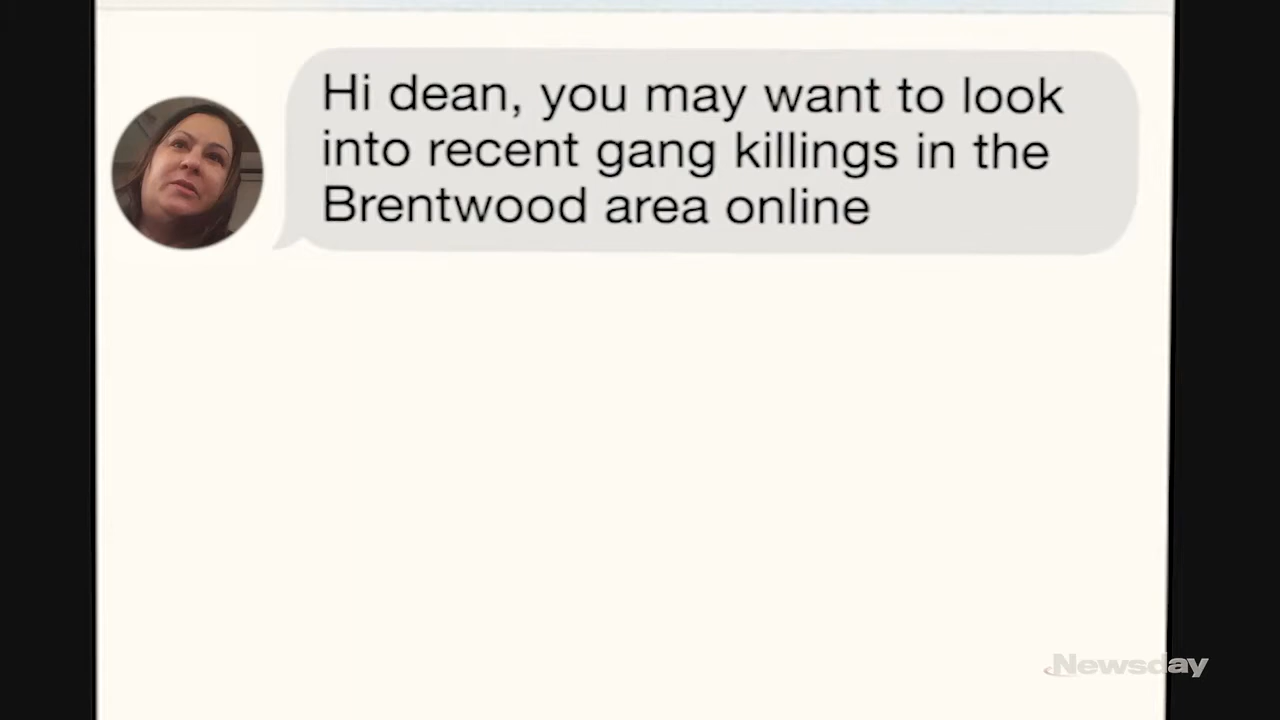 Hi dean, you may want to look
into recent gang killings in the
Brentwood area online
Newsday